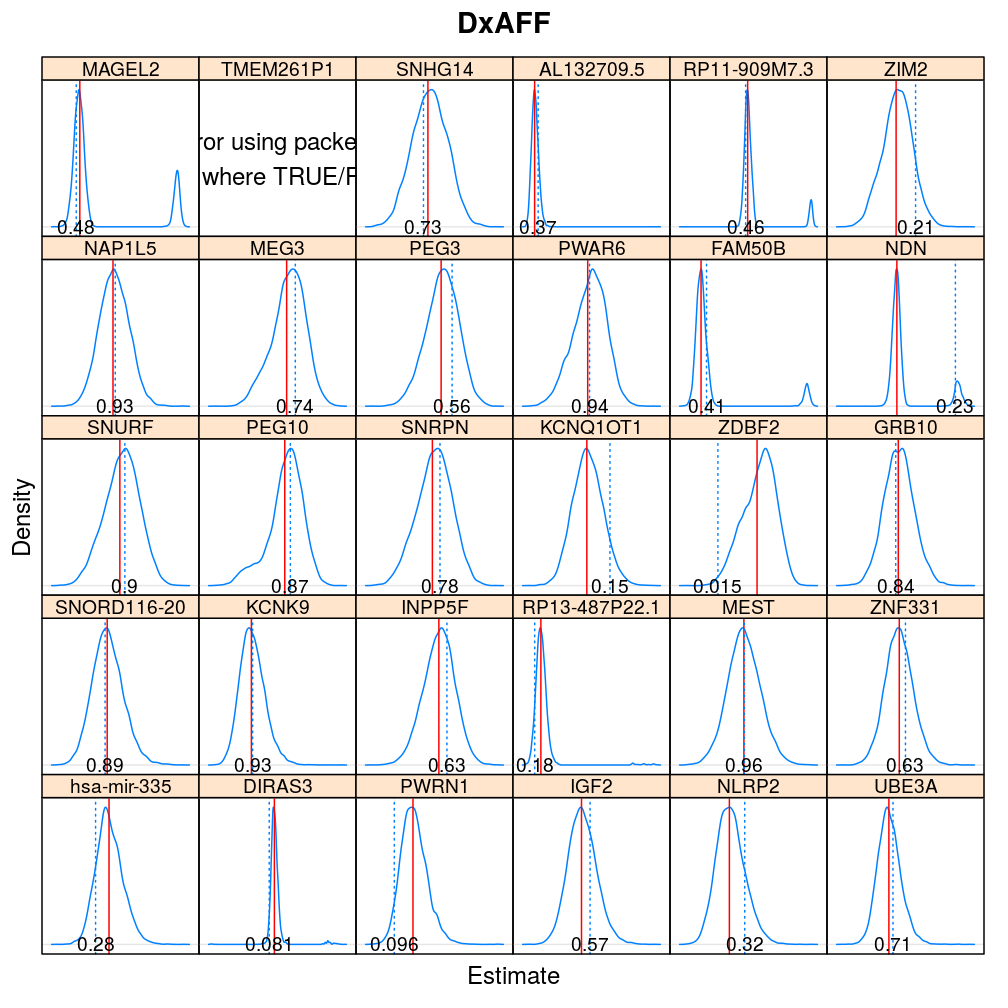 DxAFF
MAGEL2 TMEM261P1 SNHG14 AL132709.5 RP11-909M7.3 ZIM2
ror using packe
where TRUE/F
0.48 0.73 0.37 0.46 0.21
NAP1L5 MEG3 PEG3 PWAR6 FAM50B NDN
0.93 0.74 0.56 0.94 0.41 0.23
SNURF PEG10 SNRPN KCNQ1OT1 ZDBF2 GRB10
0.9 0.87 0.78 0.15 0.015 0.84
SNORD116-20 KCNK9 INPP5F RP13-487P22.1 MEST ZNF331
0.89 0.93 0.63 0.18 0.96 0.63
hsa-mir-335 DIRAS3 PWRN1 IGF2 NLRP2 UBE3A
0.28 0.081 0.096 0.57 0.32 0.71
Density
Estimate